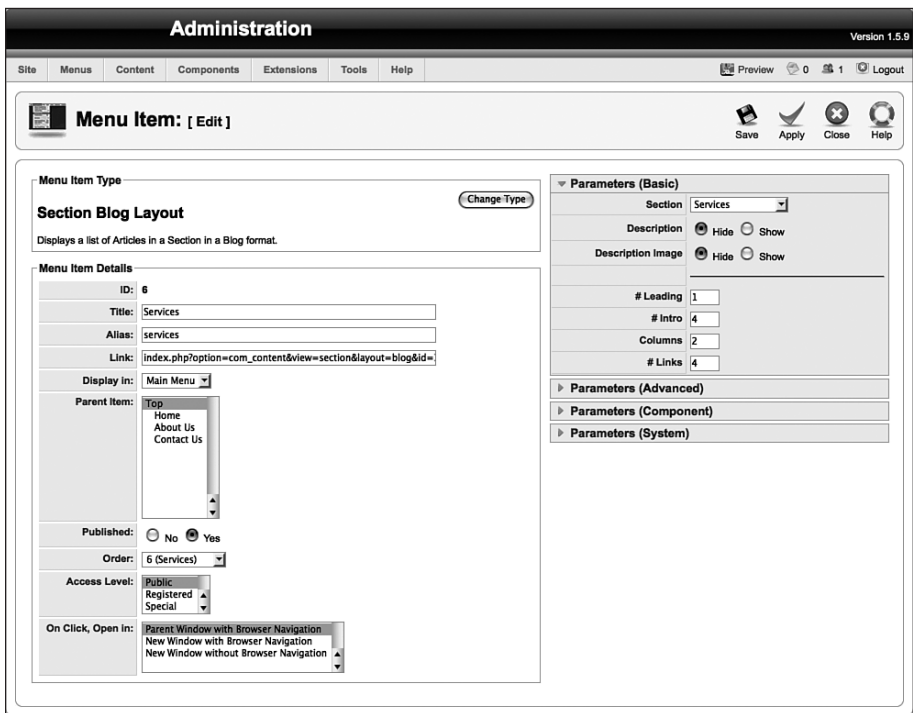 Administration
Version 1.5.9
Site Menus Content Components Extensions Tools Help Preview 0 1 Logout
Menu Item: [ Edit ]
Save Apply Close Help
Menu Item Type
Change Type
Section Blog Layout
Displays a list of Articles in a Section in a Blog format.
Menu Item Details
ID: 6
Title: Services
Alias: services
Link: index.php?option=com_content&view=section&layout=blog&id=
Display in: Main Menu
Parent Item: Top
Home
About Us
Contact Us
Published: No Yes
Order: 6 (Services)
Access Level: Public
Registered
Special
On Click, Open in: Parent Window with Browser Navigation
New Window with Browser Navigation
New Window without Browser Navigation
Parameters (Basic)
Section Services
Description Hide Show
Description Image Hide Show
# Leading 1
# Intro 4
Columns 2
# Links 4
Parameters (Advanced)
Parameters (Component)
Parameters (System)